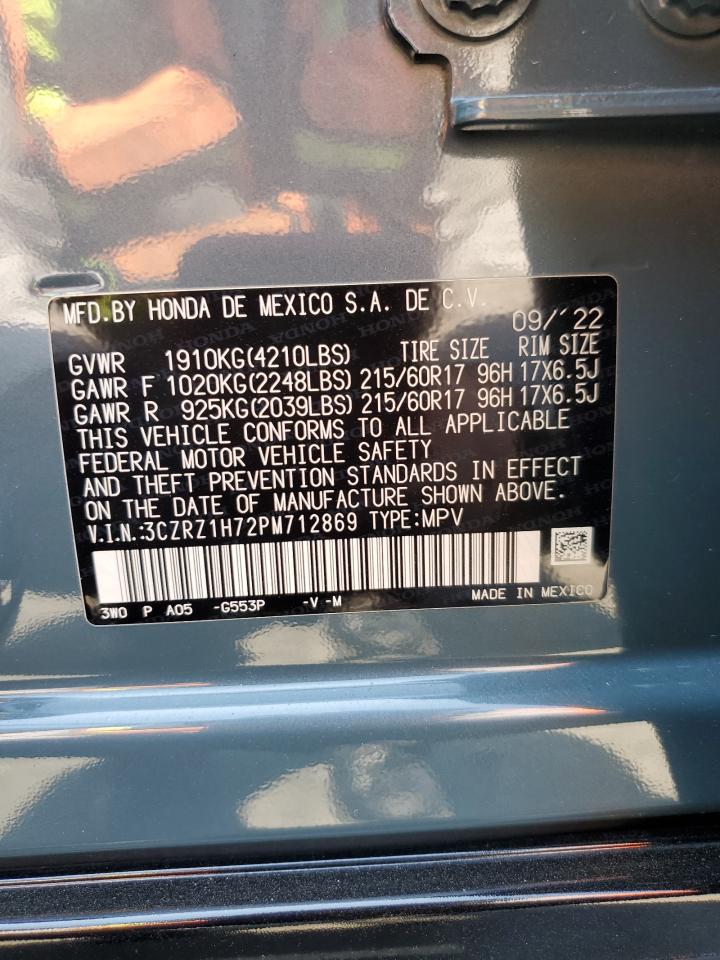 MFD.BY HONDA DE MEXICO S.A. DE C.V.
09/'22
GVWR 1910KG(4210LBS) TIRE SIZE RIM SIZE
GAWR F 1020KG(2248LBS) 215/60R17 96H 17X6.5J
GAWR R 925KG(2039LBS) 215/60R17 96H 17X6.5J
THIS VEHICLE CONFORMS TO ALL APPLICABLE
FEDERAL MOTOR VEHICLE SAFETY
AND THEFT PREVENTION STANDARDS IN EFFECT
ON THE DATE OF MANUFACTURE SHOWN ABOVE.
V.I.N.:3CZRZ1H72PM712869 TYPE:MPV
3W0 P A05 -G553P -V -M MADE IN MEXICO